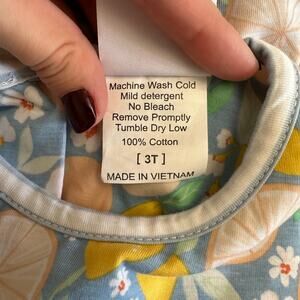 Machine Wash Cold
Mild detergent
No Bleach
Remove Promptly
Tumble Dry Low
100% Cotton
[ 3T ]
MADE IN VIETNAM